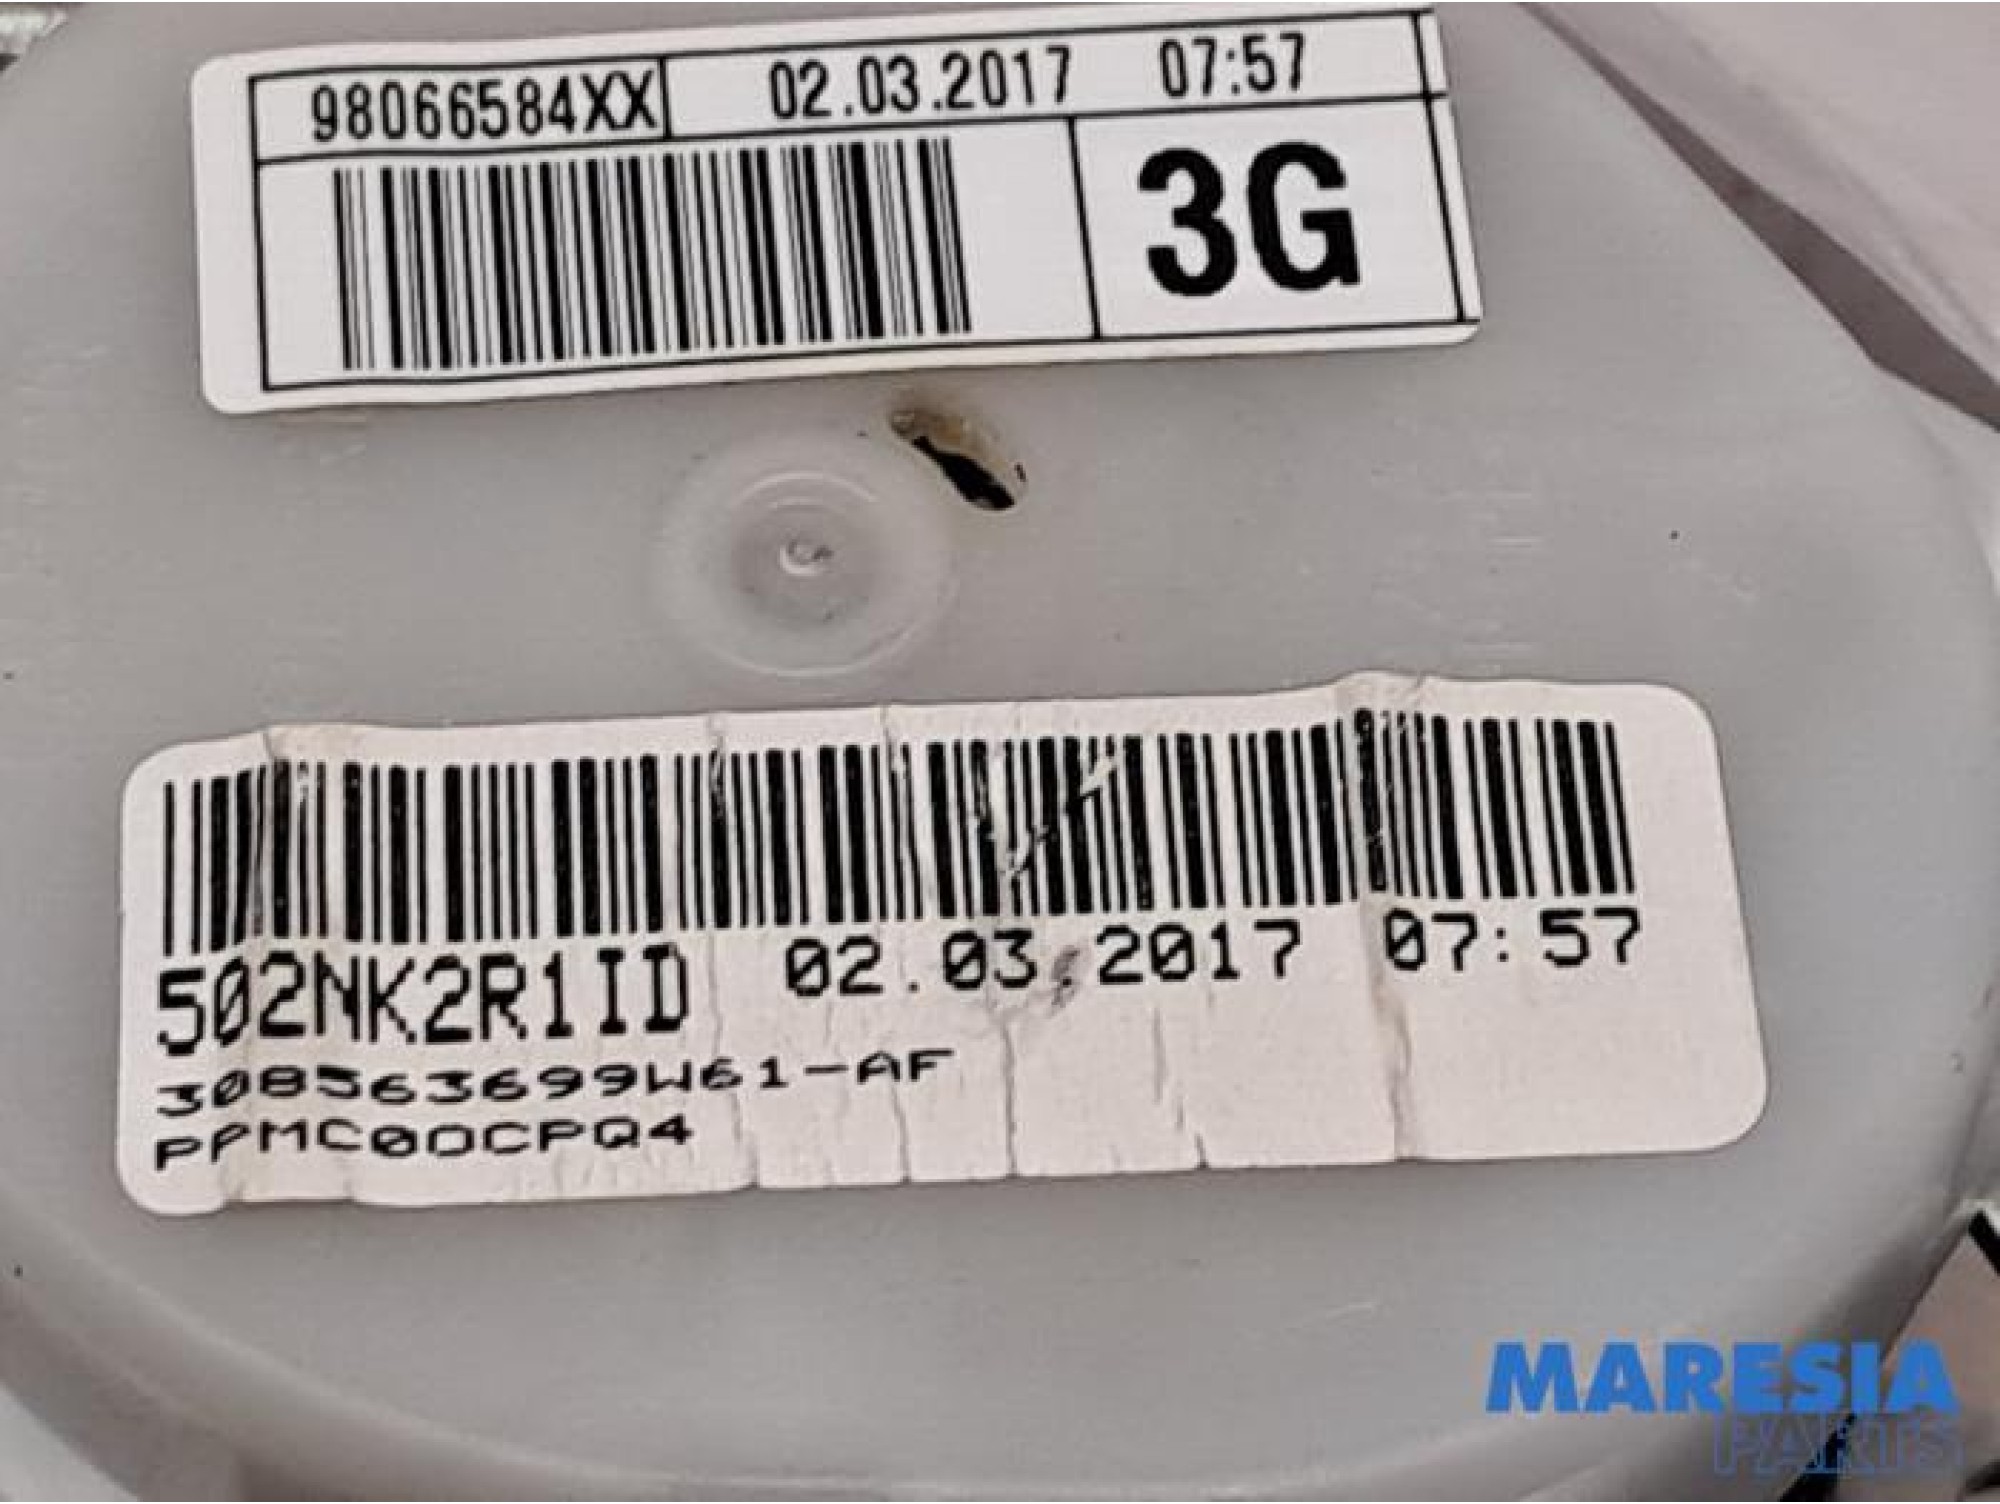 98066584XX 02.03.2017 07:57
3G
502NK2R1ID 02.03.2017 07:57
308563699W61-AF
PPMC00CPQ4
MARESIA
PARTS